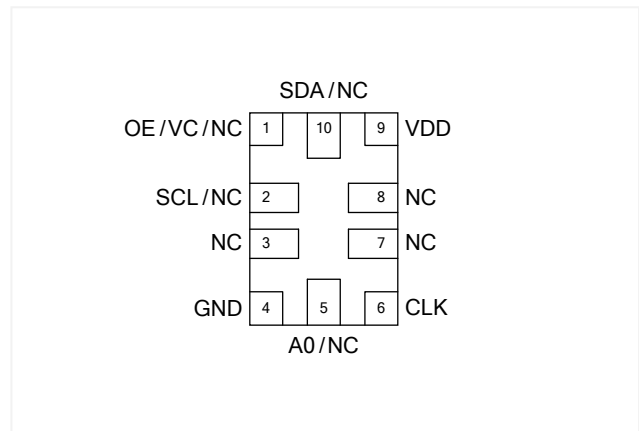 SDA/NC
OE/VC/NC 1 10 9 VDD
SCL/NC 2 8 NC
NC 3 7 NC
GND 4 5 6 CLK
A0/NC